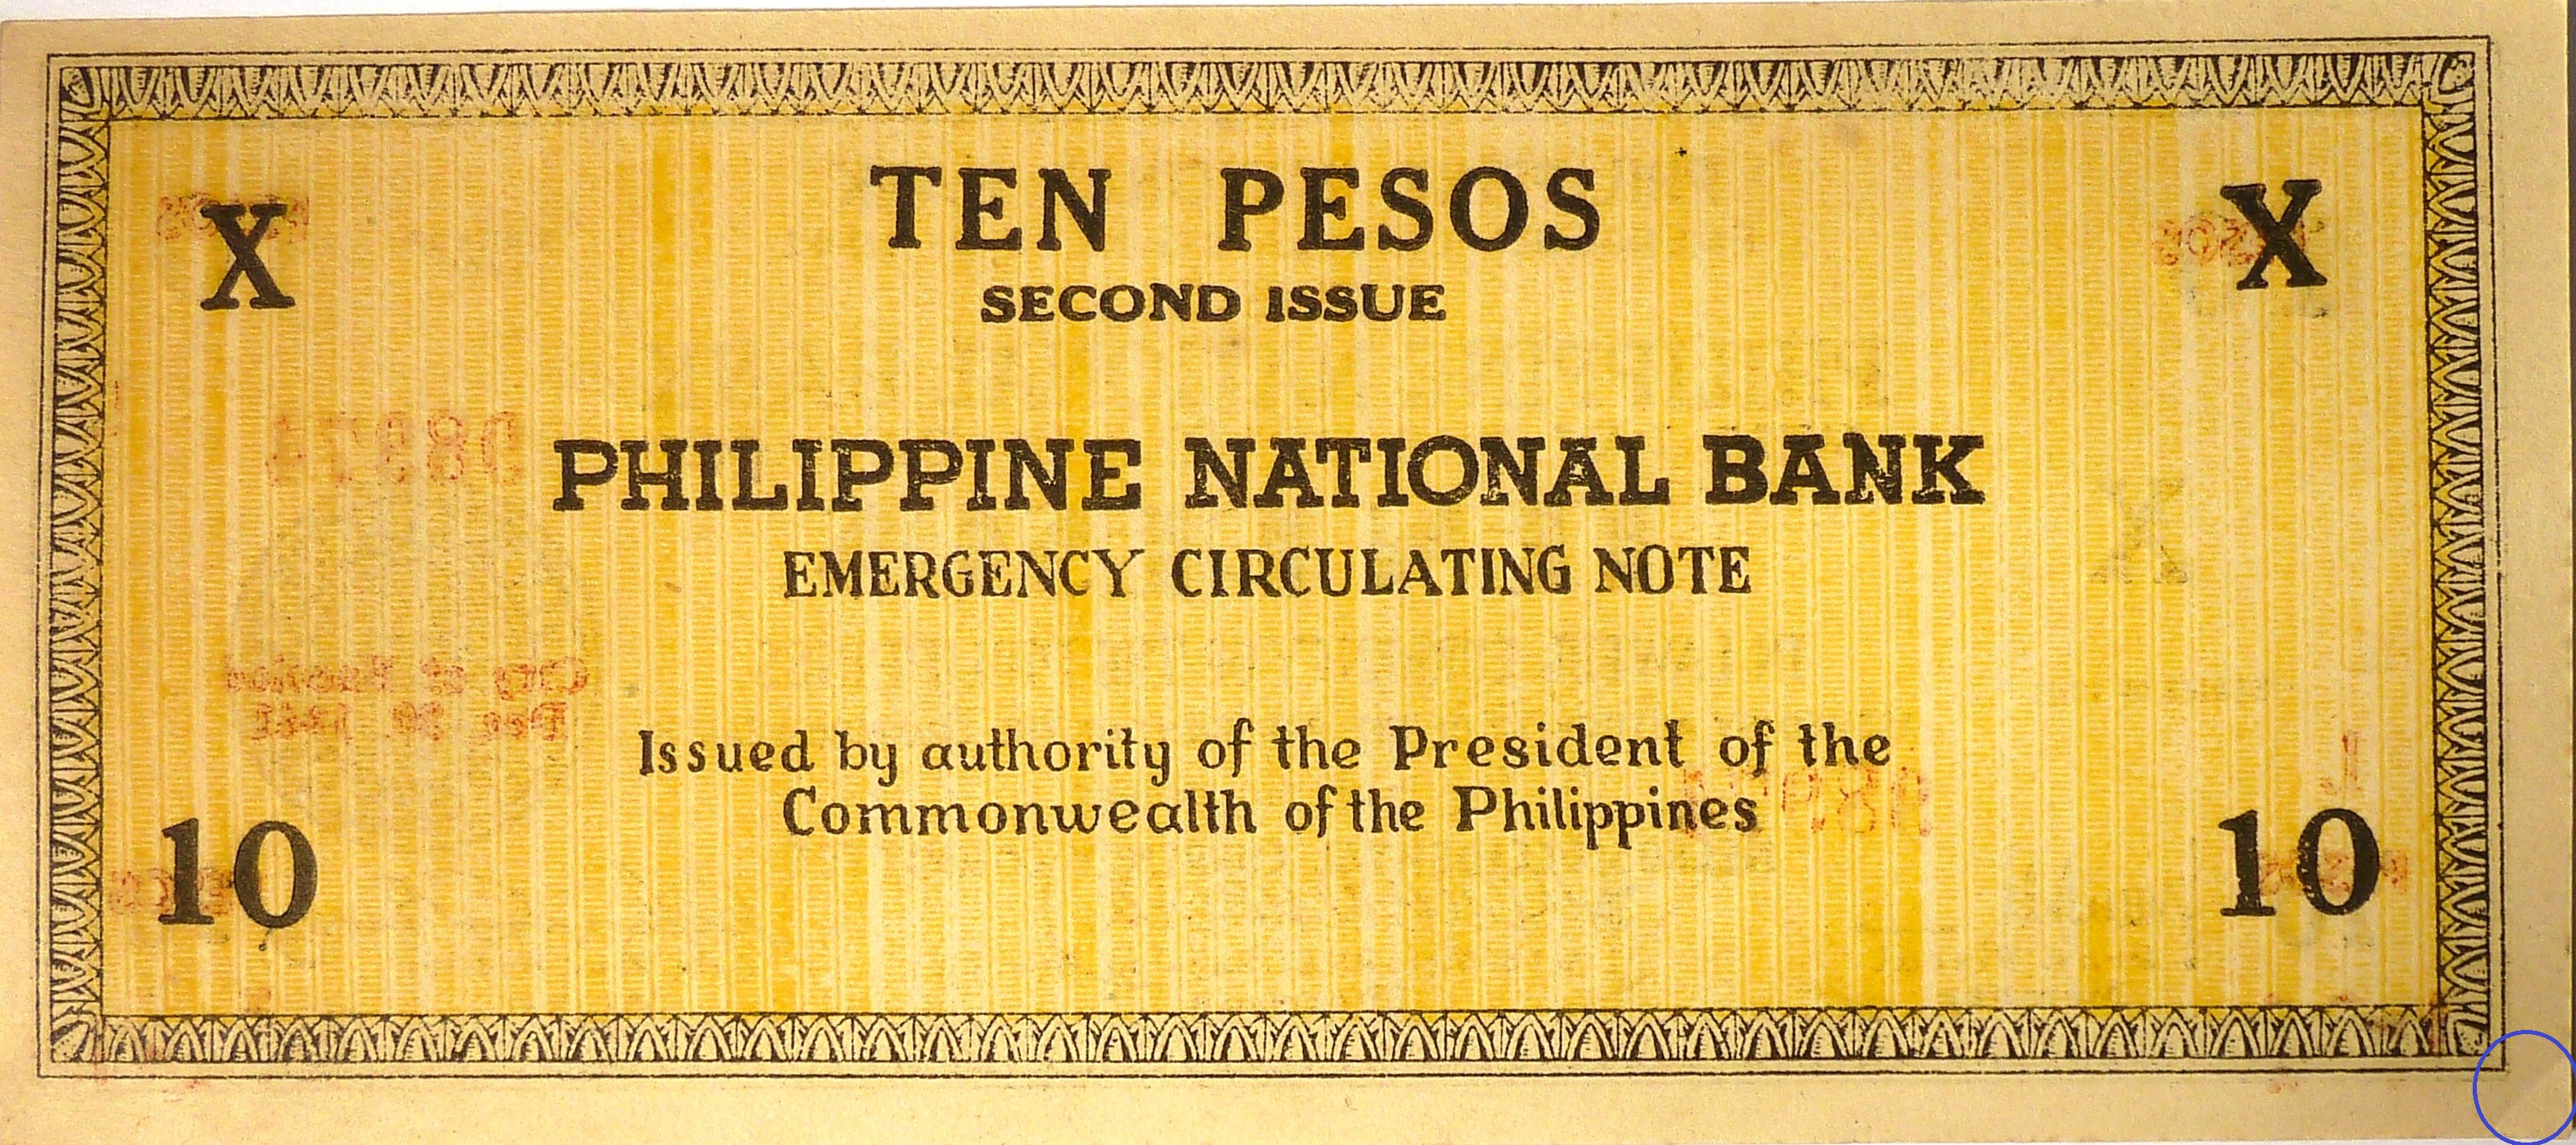 X TEN PESOS X
SECOND ISSUE
PHILIPPINE NATIONAL BANK
EMERGENCY CIRCULATING NOTE
Issued by authority of the President of the
Commonwealth of the Philippines
10 10